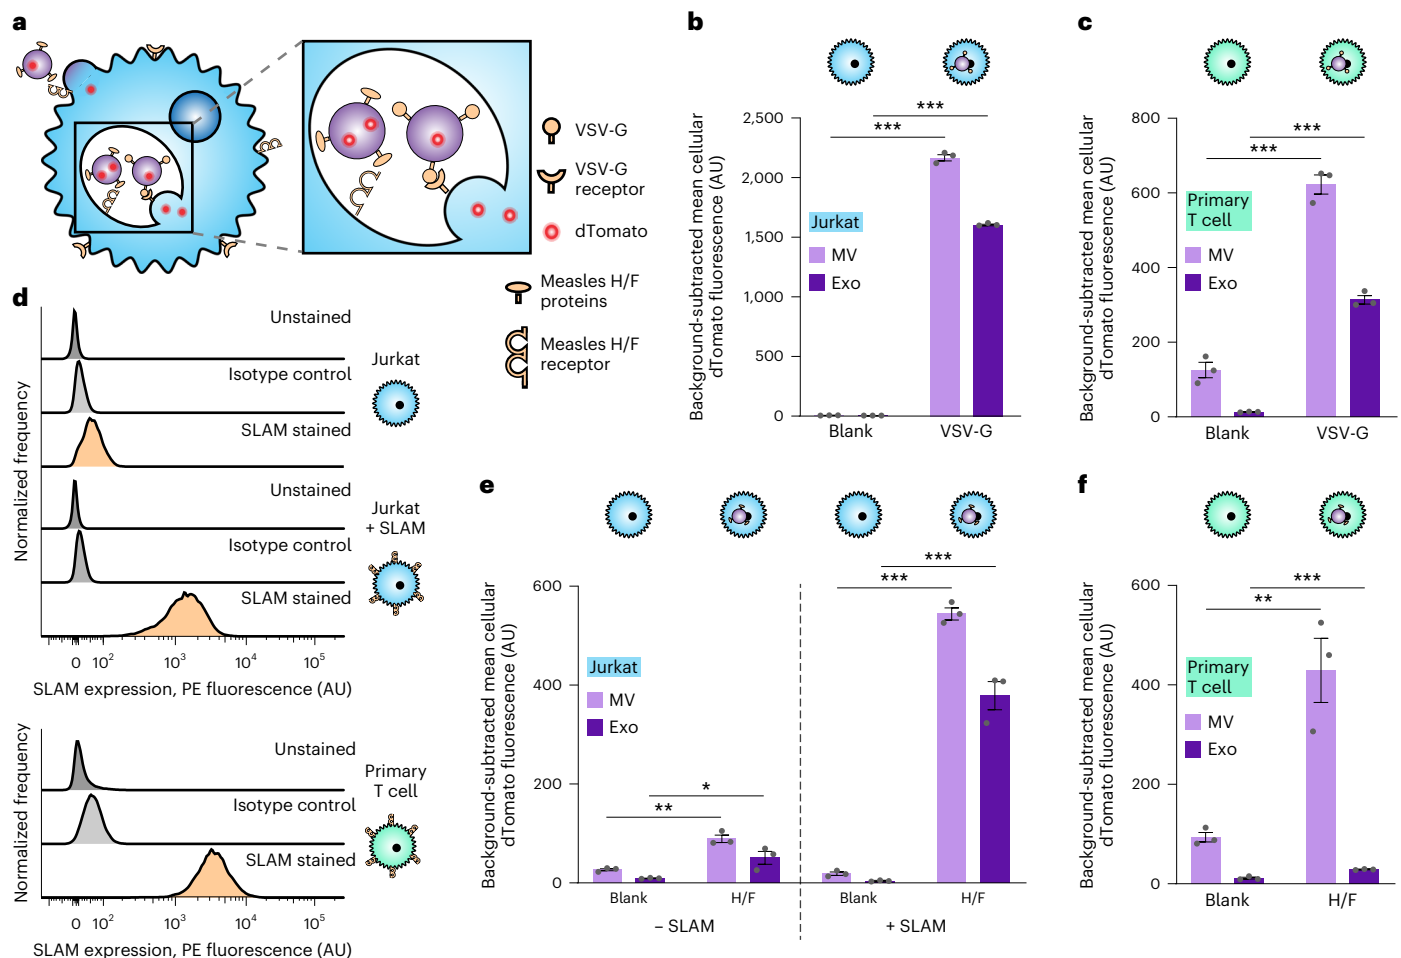 a
VSV-G
VSV-G
receptor
dTomato
Measles H/F
proteins
Measles H/F
receptor
b
Background-subtracted mean cellular
dTomato fluorescence (AU)
2,500
2,000
1,500
1,000
500
0
***
***
Jurkat
MV
Exo
Blank
VSV-G
c
Background-subtracted mean cellular
dTomato fluorescence (AU)
800
600
400
200
0
***
***
Primary
T cell
MV
Exo
Blank
VSV-G
d
Normalized frequency
Unstained
Isotype control
SLAM stained
Jurkat
Unstained
Isotype control
SLAM stained
Jurkat
+ SLAM
0 10² 10³ 10⁴ 10⁵
SLAM expression, PE fluorescence (AU)
Normalized frequency
Unstained
Isotype control
SLAM stained
Primary
T cell
0 10² 10³ 10⁴ 10⁵
SLAM expression, PE fluorescence (AU)
e
Background-subtracted mean cellular
dTomato fluorescence (AU)
600
400
200
0
Jurkat
MV
Exo
*
**
***
***
Blank
H/F
Blank
H/F
– SLAM
+ SLAM
f
Background-subtracted mean cellular
dTomato fluorescence (AU)
600
400
200
0
***
**
Primary
T cell
MV
Exo
Blank
H/F